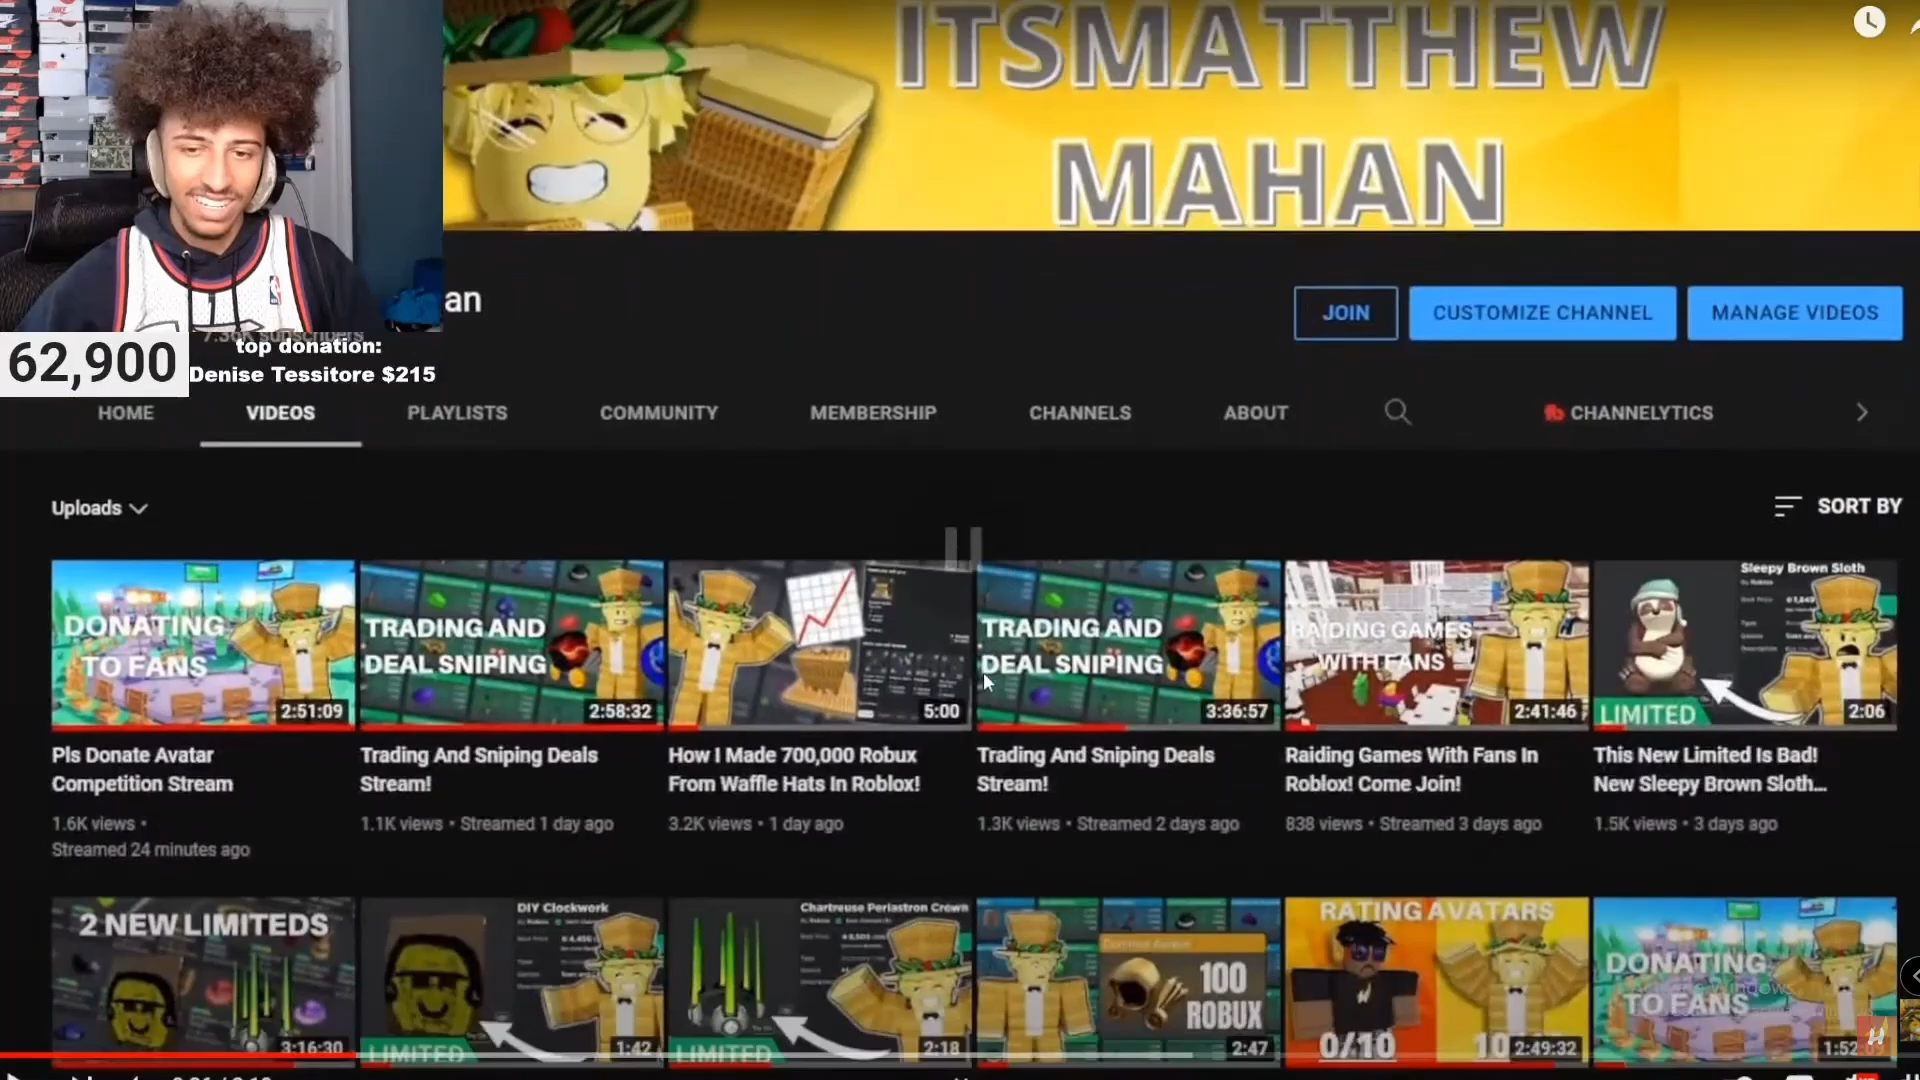 ITSMATTHEW
MAHAN
an
JOIN
CUSTOMIZE CHANNEL
MANAGE VIDEOS
subscribers
top donation:
62,900
Denise Tessitore $215
HOME
VIDEOS
PLAYLISTS
COMMUNITY
MEMBERSHIP
CHANNELS
ABOUT
CHANNELYTICS
Uploads
SORT BY
DONATING
TO FANS
2:51:09
TRADING AND
DEAL SNIPING
2:58:32
5:00
TRADING AND
DEAL SNIPING
3:36:57
RAIDING GAMES
WITH FANS
2:41:46
Sleepy Brown Sloth
LIMITED
2:06
Pls Donate Avatar
Competition Stream
1.6K views •
Streamed 24 minutes ago
Trading And Sniping Deals
Stream!
1.1K views • Streamed 1 day ago
How I Made 700,000 Robux
From Waffle Hats In Roblox!
3.2K views • 1 day ago
Trading And Sniping Deals
Stream!
1.3K views • Streamed 2 days ago
Raiding Games With Fans In
Roblox! Come Join!
838 views • Streamed 3 days ago
This New Limited Is Bad!
New Sleepy Brown Sloth...
1.5K views • 3 days ago
2 NEW LIMITEDS
3:16:30
DIY Clockwork
LIMITED
1:42
Chartreuse Periastron Crown
LIMITED
2:18
100
ROBUX
2:47
RATING AVATARS
0/10
10
2:49:32
DONATING
TO FANS